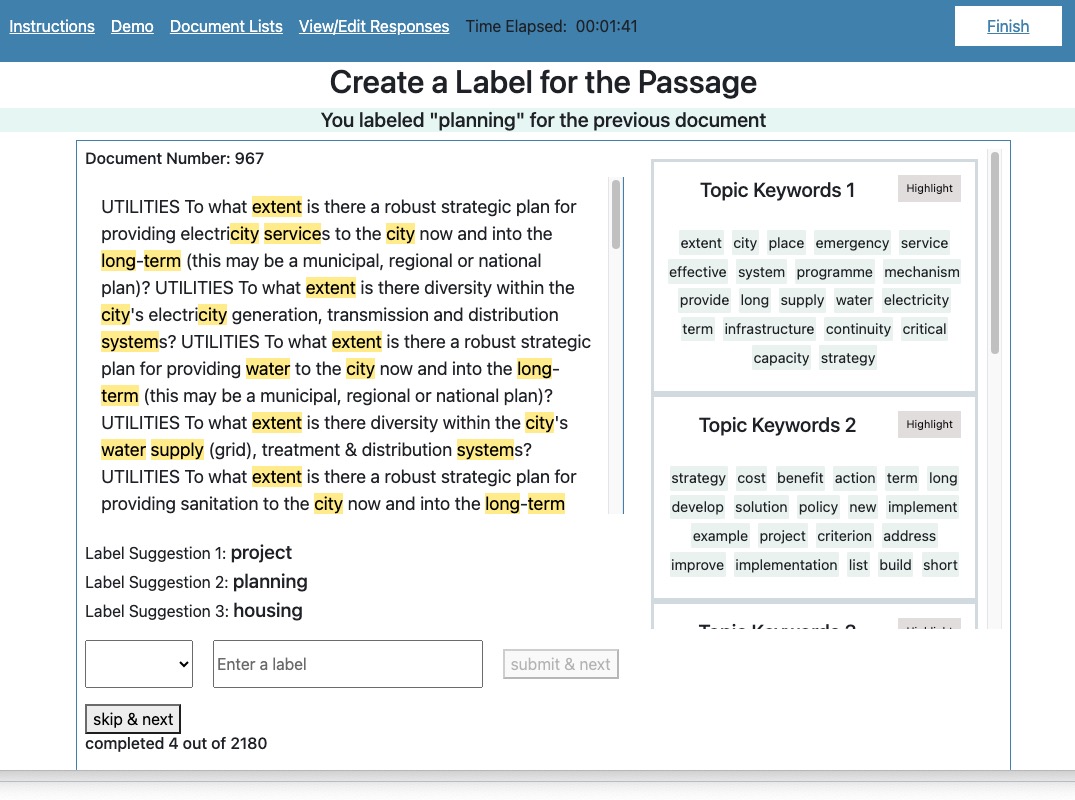 Instructions Demo Document Lists View/Edit Responses Time Elapsed: 00:01:41 Finish
Create a Label for the Passage
You labeled "planning" for the previous document
Document Number: 967
UTILITIES To what extent is there a robust strategic plan for
providing electricity services to the city now and into the
long-term (this may be a municipal, regional or national
plan)? UTILITIES To what extent is there diversity within the
city's electricity generation, transmission and distribution
systems? UTILITIES To what extent is there a robust strategic
plan for providing water to the city now and into the long-
term (this may be a municipal, regional or national plan)?
UTILITIES To what extent is there diversity within the city's
water supply (grid), treatment & distribution systems?
UTILITIES To what extent is there a robust strategic plan for
providing sanitation to the city now and into the long-term
Label Suggestion 1: project
Label Suggestion 2: planning
Label Suggestion 3: housing
Enter a label
submit & next
skip & next
completed 4 out of 2180
Topic Keywords 1 Highlight
extent city place emergency service
effective system programme mechanism
provide long supply water electricity
term infrastructure continuity critical
capacity strategy
Topic Keywords 2 Highlight
strategy cost benefit action term long
develop solution policy new implement
example project criterion address
improve implementation list build short